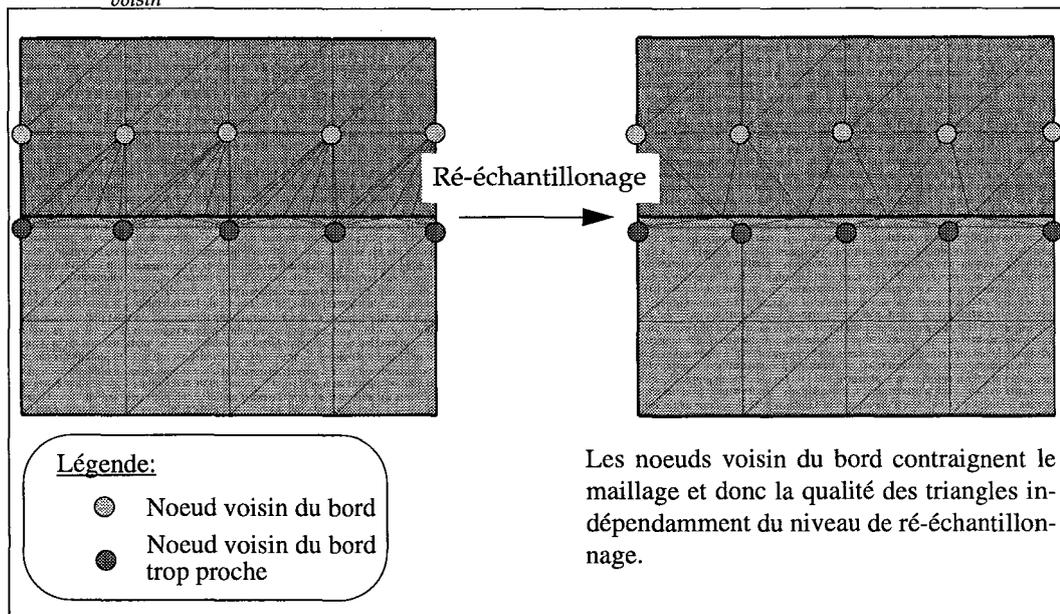 voisin
Ré-échantillonage
Légende:
Noeud voisin du bord
Noeud voisin du bord
trop proche
Les noeuds voisin du bord contraignent le
maillage et donc la qualité des triangles in-
dépendamment du niveau de ré-échantillon-
nage.